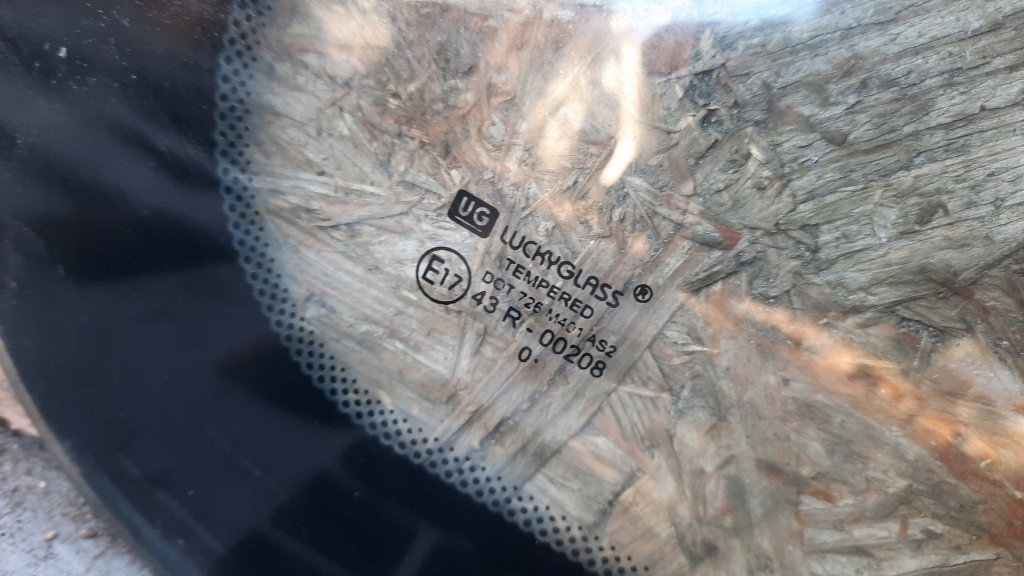 UG
LUCKYGLASS ®
TEMPERED
DOT 726 M401 AS2
E17 43 R - 00208
0.